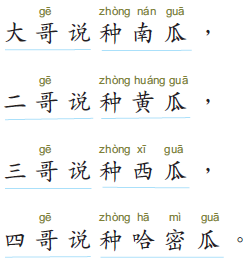 gē zhòng nán guā
大哥说种南瓜，
gē zhòng huáng guā
二哥说种黄瓜，
gē zhòng xī guā
三哥说种西瓜，
gē zhòng hā mì guā
四哥说种哈密瓜。